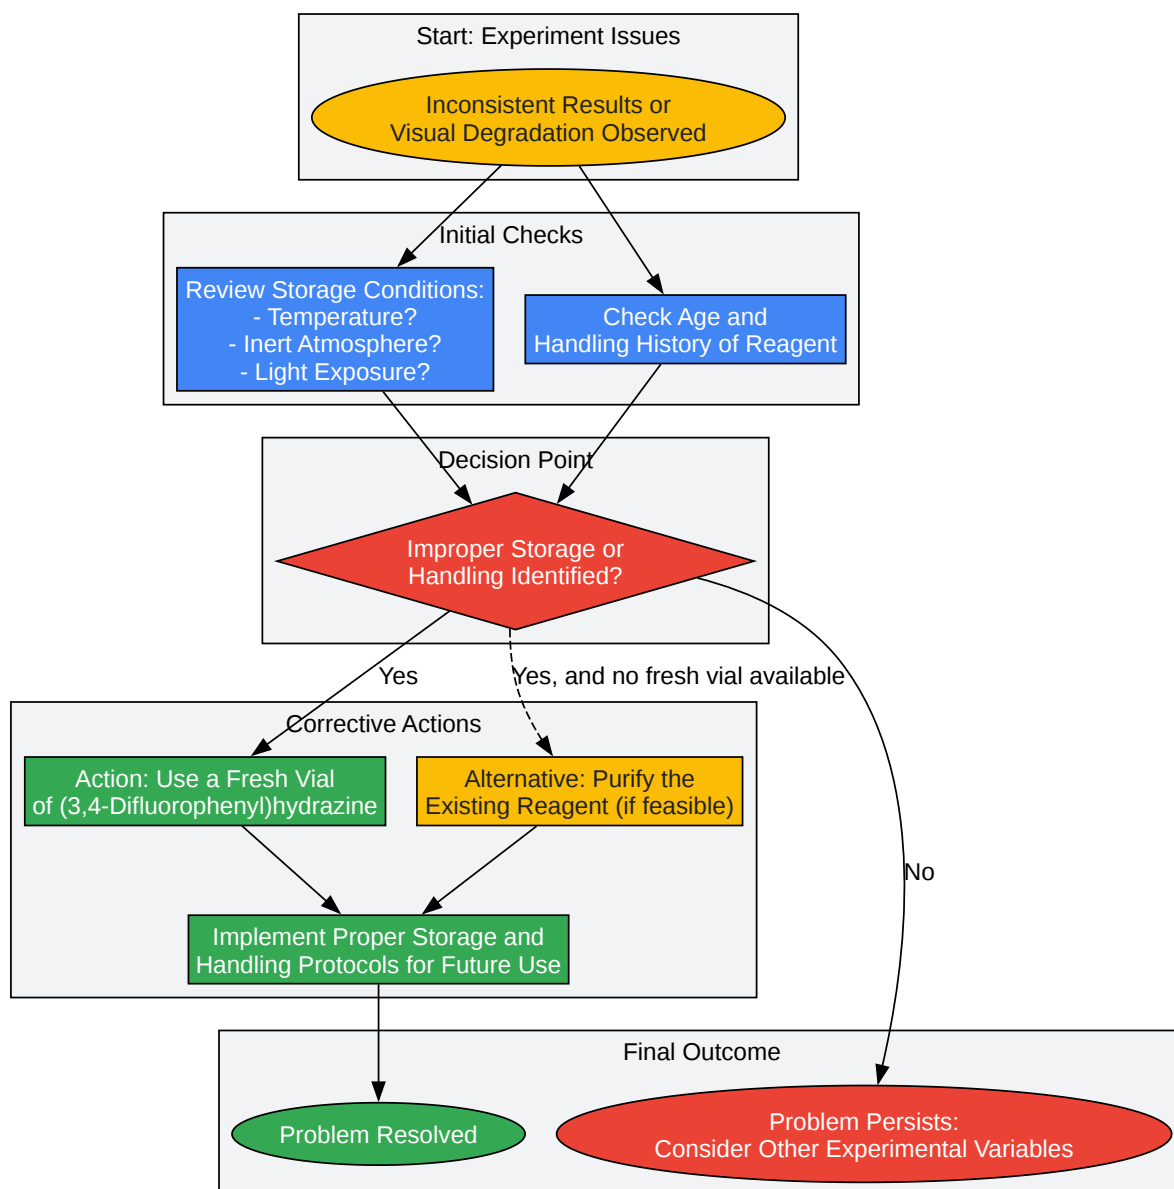 Start: Experiment Issues
Inconsistent Results or
Visual Degradation Observed
Initial Checks
Review Storage Conditions:
- Temperature?
- Inert Atmosphere?
- Light Exposure?
Check Age and
Handling History of Reagent
Decision Point
Improper Storage or
Handling Identified?
Yes
Yes, and no fresh vial available
Corrective Actions
Action: Use a Fresh Vial
of (3,4-Difluorophenyl)hydrazine
Alternative: Purify the
Existing Reagent (if feasible)
No
Implement Proper Storage and
Handling Protocols for Future Use
Final Outcome
Problem Resolved
Problem Persists:
Consider Other Experimental Variables